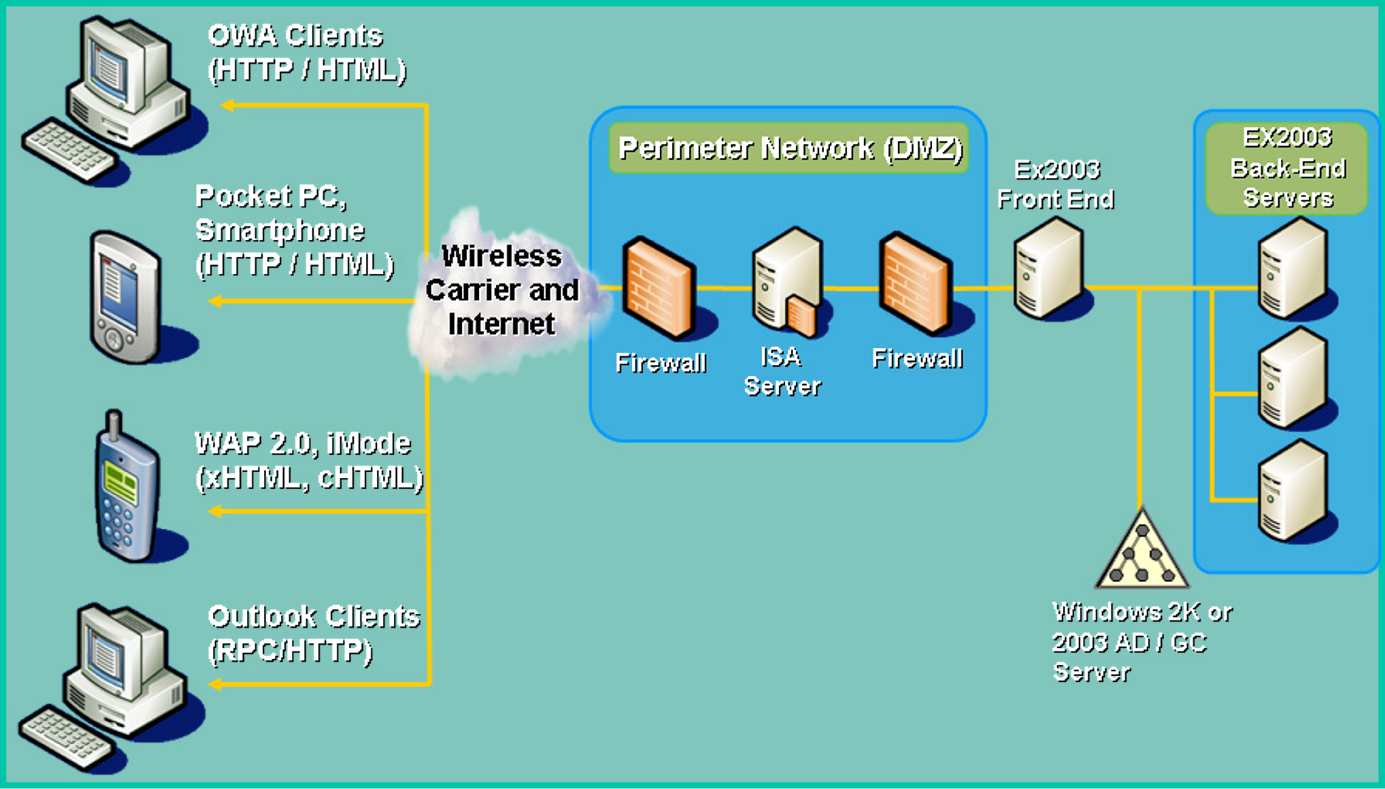 OWA Clients
(HTTP / HTML)
Pocket PC,
Smartphone
(HTTP / HTML)
WAP 2.0, iMode
(xHTML, cHTML)
Outlook Clients
(RPC/HTTP)
Wireless
Carrier and
Internet
Perimeter Network (DMZ)
Firewall
ISA
Server
Firewall
Ex2003
Front End
EX2003
Back-End
Servers
Windows 2K or
2003 AD / GC
Server